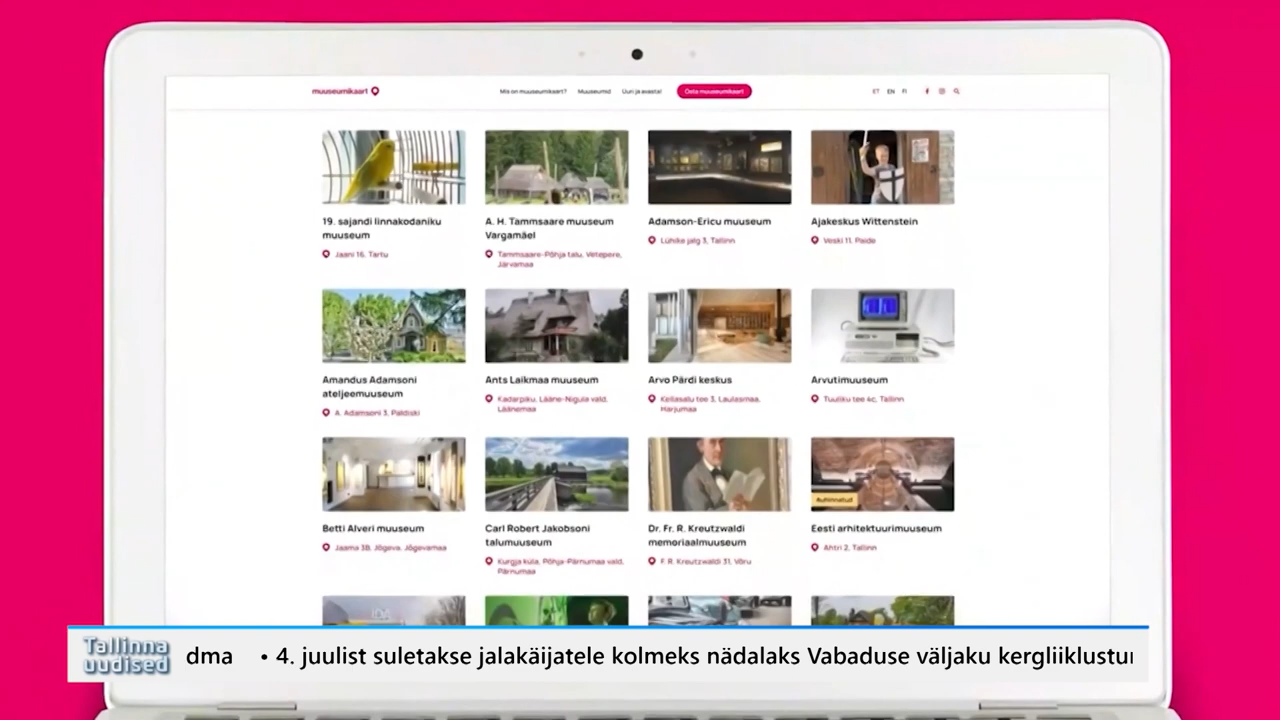 muuseumikaart
Mis on muuseumikaart? Muuseumid Uuri ja avasta! Osta muuseumikaart ET EN FI
19. sajandi linnakodaniku
muuseum
Jaani 16, Tartu
A. H. Tammsaare muuseum
Vargamäel
Tammsaare-Põhja talu, Vetepere,
Järvamaa
Adamson-Ericu muuseum
Lühike jalg 3, Tallinn
Ajakeskus Wittenstein
Veski 11, Paide
Amandus Adamsoni
ateljeemuuseum
A. Adamsoni 3, Paldiski
Ants Laikmaa muuseum
Kadarpiku, Lääne-Nigula vald,
Läänemaa
Arvo Pärdi keskus
Kellasalu tee 3, Laulasmaa,
Harjumaa
Arvutimuuseum
Tuuliku tee 4c, Tallinn
Betti Alveri muuseum
Jaama 3B, Jõgeva, Jõgevamaa
Carl Robert Jakobsoni
talumuuseum
Kurgja küla, Põhja-Pärnumaa vald,
Pärnumaa
Dr. Fr. R. Kreutzwaldi
memoriaalmuuseum
F. R. Kreutzwaldi 31, Võru
Eesti arhitektuurimuuseum
Ahtri 2, Tallinn
Tallinna
uudised
dma • 4. juulist suletakse jalakäijatele kolmeks nädalaks Vabaduse väljaku kergliiklustun